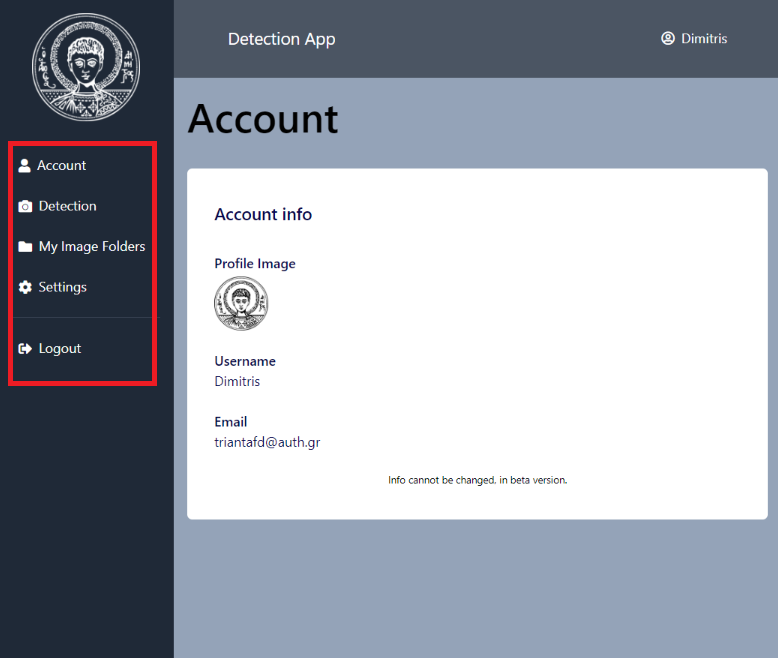 Detection App
Dimitris
Account
Detection
My Image Folders
Settings
Logout
Account
Account info
Profile Image
Username
Dimitris
Email
triantafd@auth.gr
Info cannot be changed, in beta version.